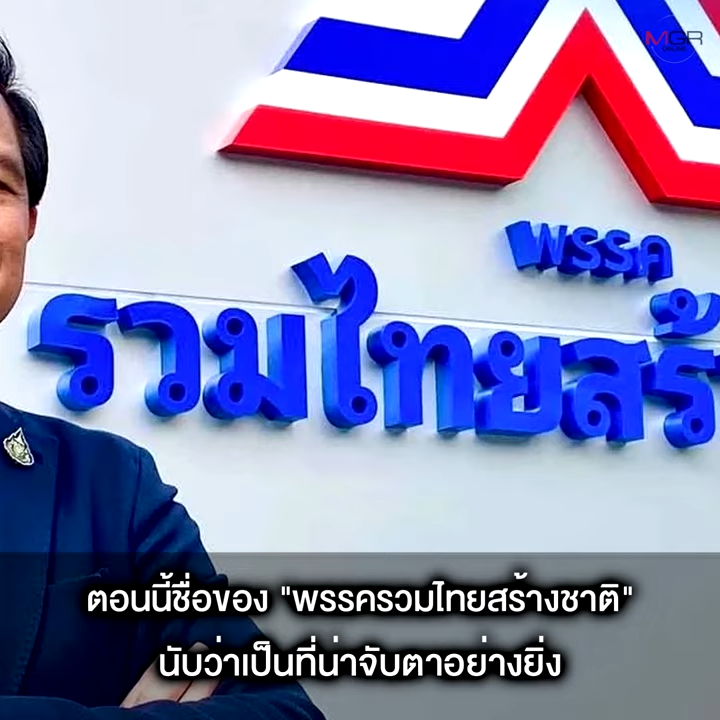 MGR
ONLINE
พรรค
รวมไทยสร้
ตอนนี้ชื่อของ "พรรครวมไทยสร้างชาติ"
นับว่าเป็นที่น่าจับตาอย่างยิ่ง